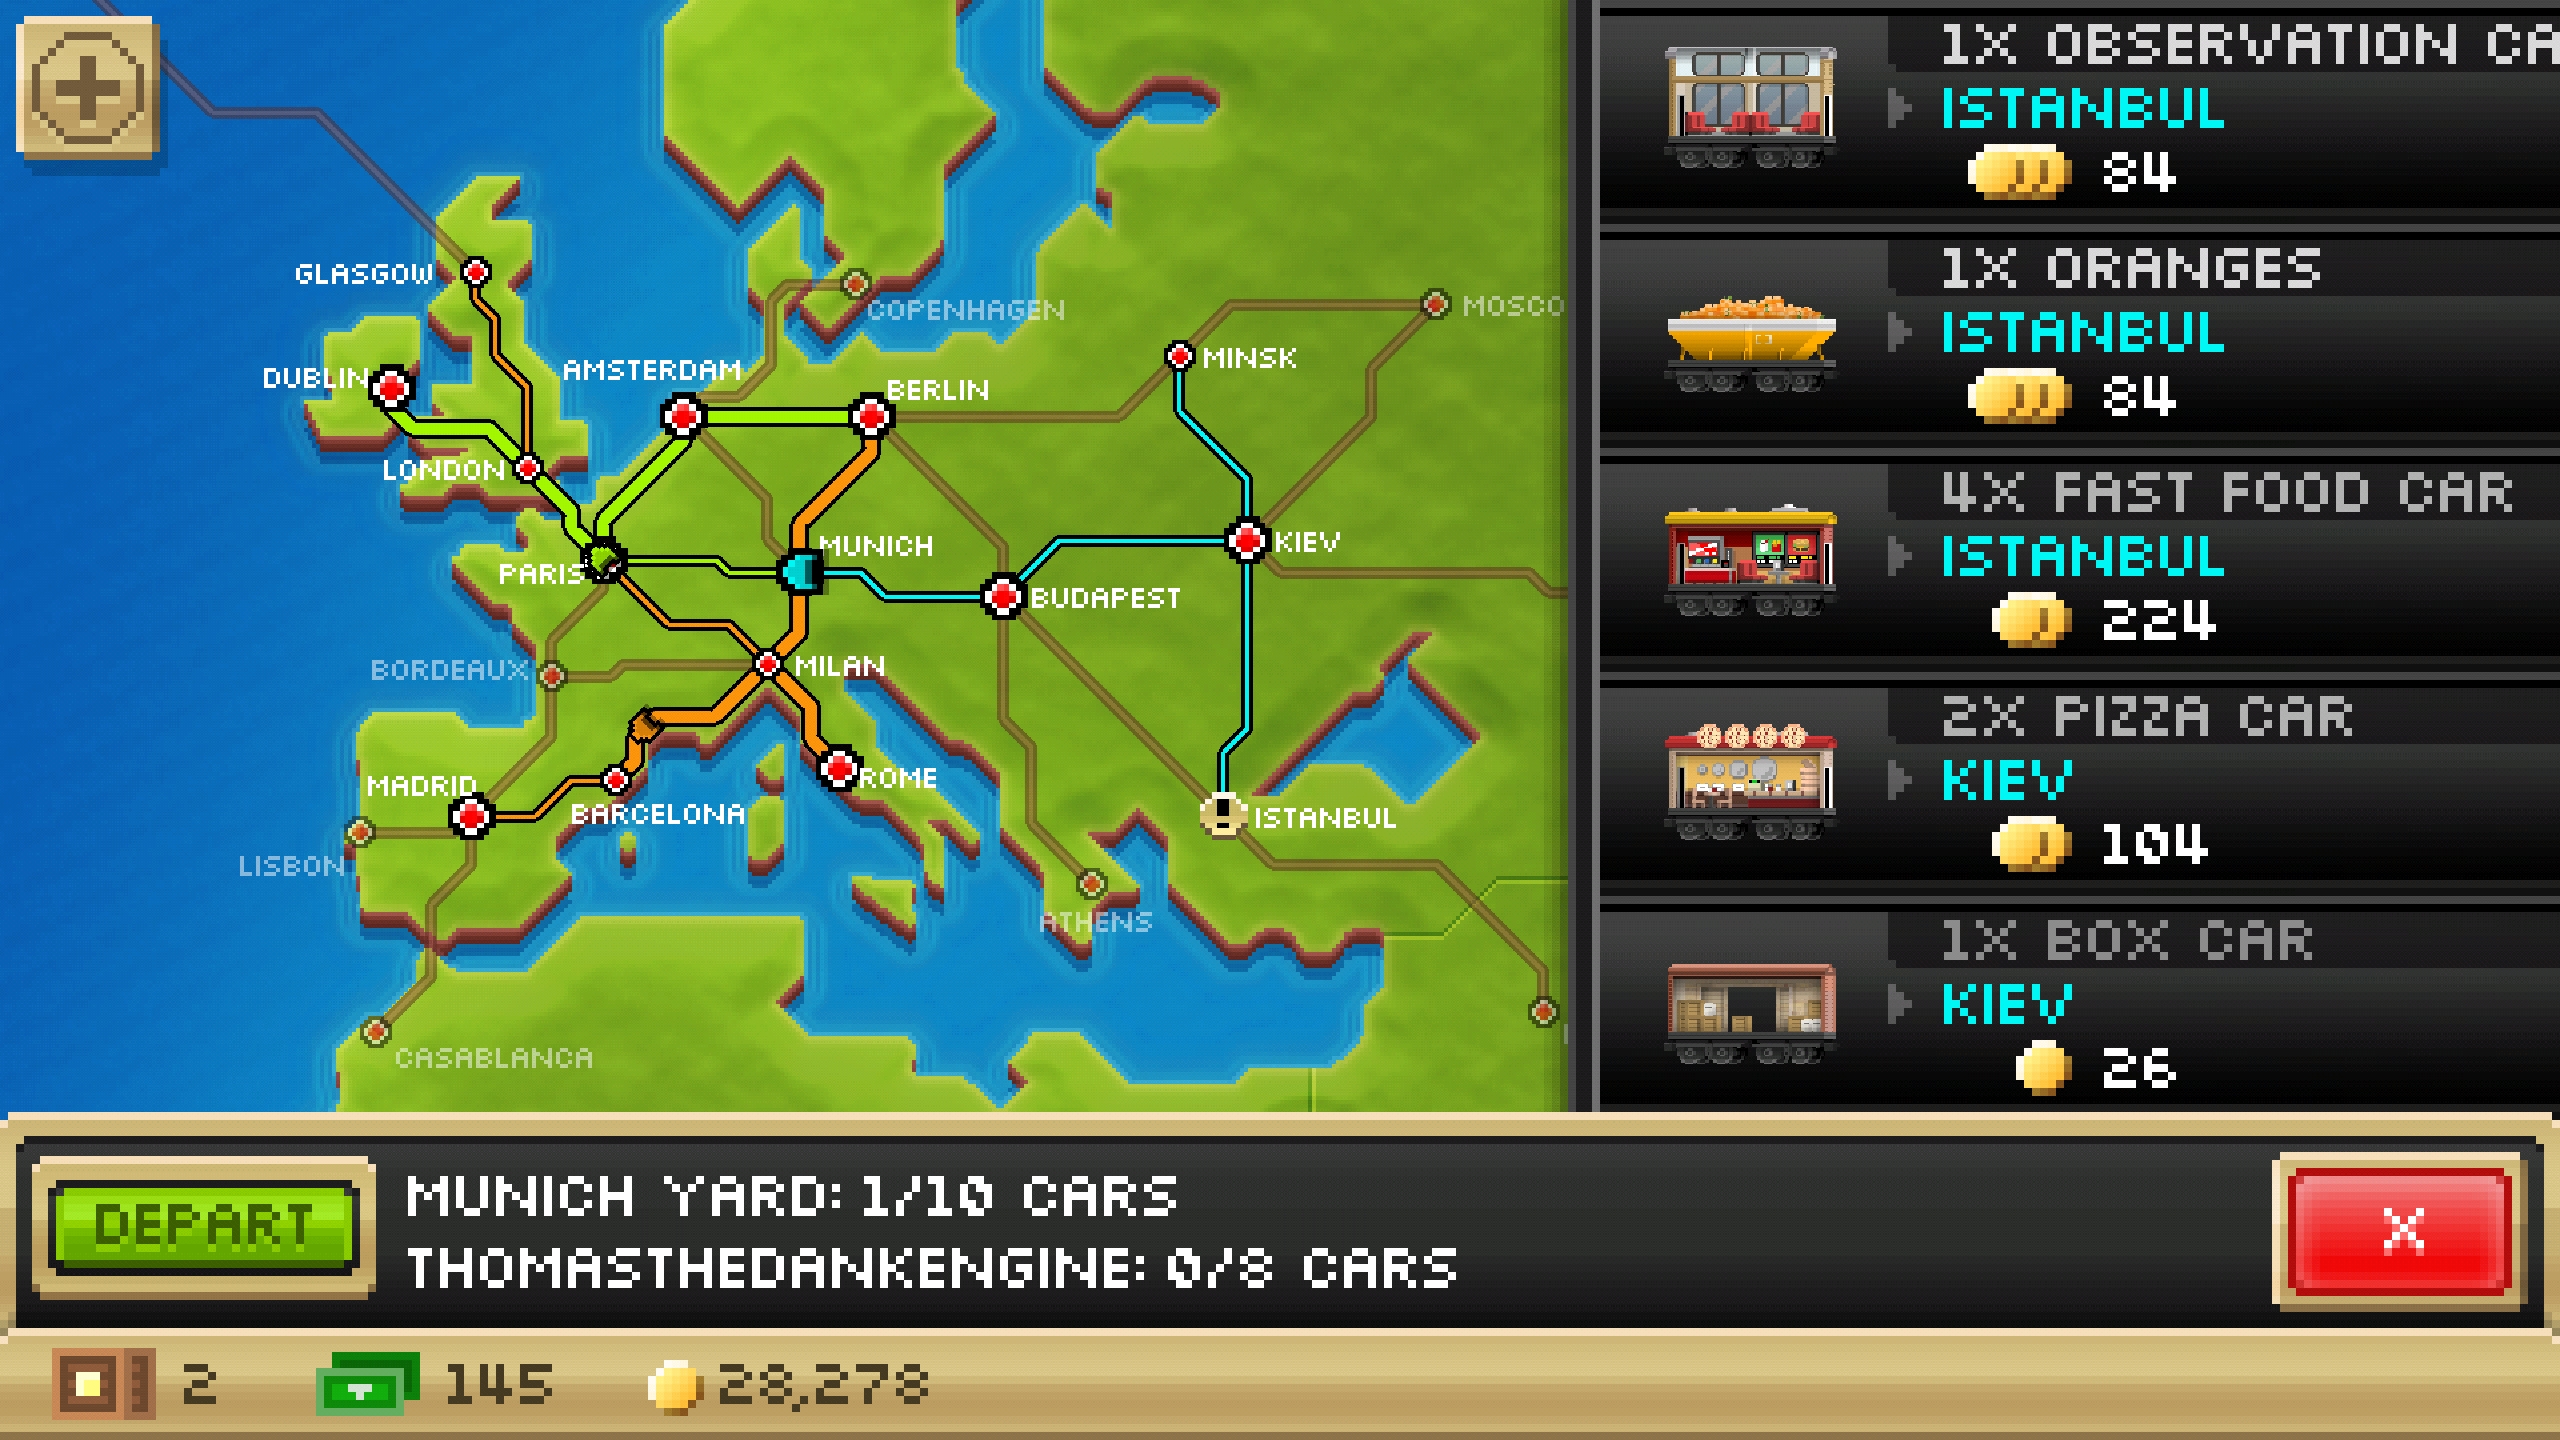 GLASGOW
COPENHAGEN
MOSCO
DUBLIN
AMSTERDAM
BERLIN
MINSK
LONDON
MUNICH
KIEV
PARIS
BUDAPEST
BORDEAUX
MILAN
MADRID
ROME
BARCELONA
ISTANBUL
LISBON
ATHENS
CASABLANCA
1X OBSERVATION CA
ISTANBUL
84
1X ORANGES
ISTANBUL
84
4X FAST FOOD CAR
ISTANBUL
224
2X PIZZA CAR
KIEV
104
1X BOX CAR
KIEV
26
DEPART
MUNICH YARD: 1/10 CARS
THOMASTHEDANKENGINE: 0/8 CARS
X
2
145
28,278